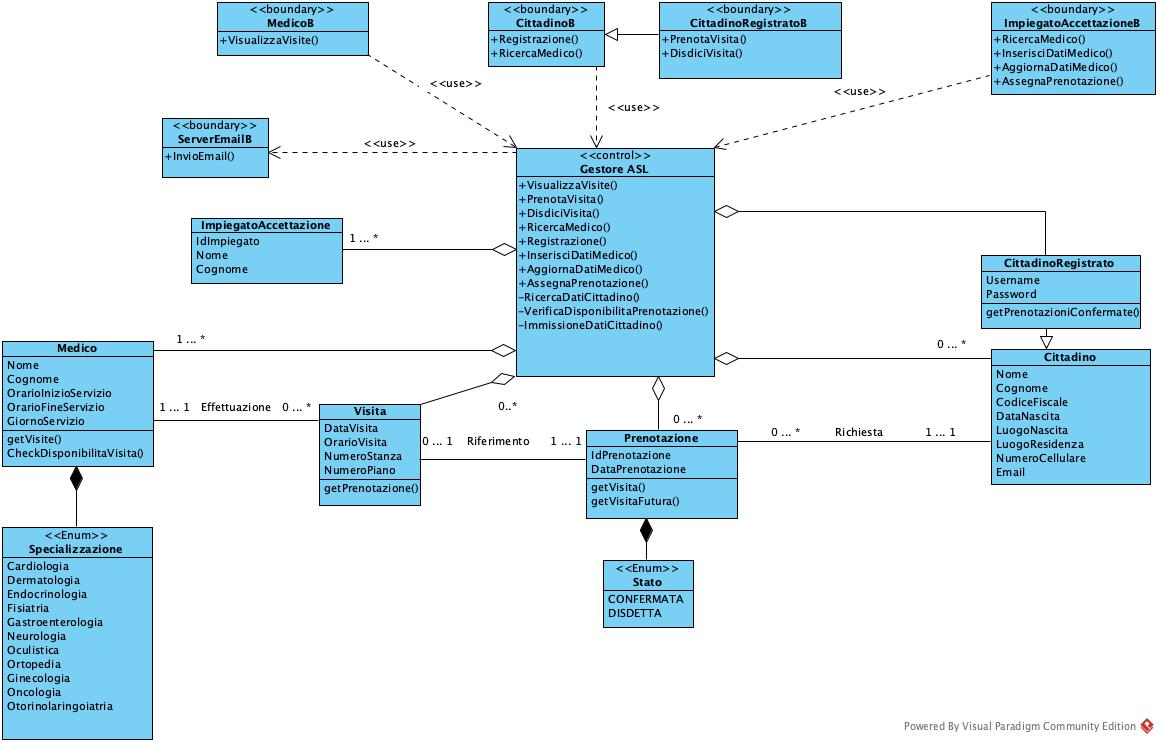 <<boundary>>
MedicoB
+VisualizzaVisite()
<<boundary>>
CittadinoB
+Registrazione()
+RicercaMedico()
<<boundary>>
CittadinoRegistratoB
+PrenotaVisita()
+DisdiciVisita()
<<boundary>>
ImpiegatoAccettazioneB
+RicercaMedico()
+InserisciDatiMedico()
+AggiornaDatiMedico()
+AssegnaPrenotazione()
<<use>>
<<use>>
<<use>>
<<boundary>>
ServerEmailB
+InvioEmail()
<<use>>
<<control>>
Gestore ASL
+VisualizzaVisite()
+PrenotaVisita()
+DisdiciVisita()
+RicercaMedico()
+Registrazione()
+InserisciDatiMedico()
+AggiornaDatiMedico()
+AssegnaPrenotazione()
-RicercaDatiCittadino()
-VerificaDisponibilitaPrenotazione()
-ImmissioneDatiCittadino()
ImpiegatoAccettazione
IdImpiegato
Nome
Cognome
1 ... *
CittadinoRegistrato
Username
Password
getPrenotazioniConfermate()
1 ... *
0 ... *
Medico
Nome
Cognome
OrarioInizioServizio
OrarioFineServizio
GiornoServizio
getVisite()
CheckDisponibilitaVisita()
1 ... 1 Effettuazione 0 ... *
0..*
Visita
DataVisita
OrarioVisita
NumeroStanza
NumeroPiano
getPrenotazione()
0 ... 1 Riferimento 1 ... 1
0 ... *
Prenotazione
IdPrenotazione
DataPrenotazione
getVisita()
getVisitaFutura()
0 ... * Richiesta 1 ... 1
Cittadino
Nome
Cognome
CodiceFiscale
DataNascita
LuogoNascita
LuogoResidenza
NumeroCellulare
Email
<<Enum>>
Specializzazione
Cardiologia
Dermatologia
Endocrinologia
Fisiatria
Gastroenterologia
Neurologia
Oculistica
Ortopedia
Ginecologia
Oncologia
Otorinolaringoiatria
<<Enum>>
Stato
CONFERMATA
DISDETTA
Powered By Visual Paradigm Community Edition